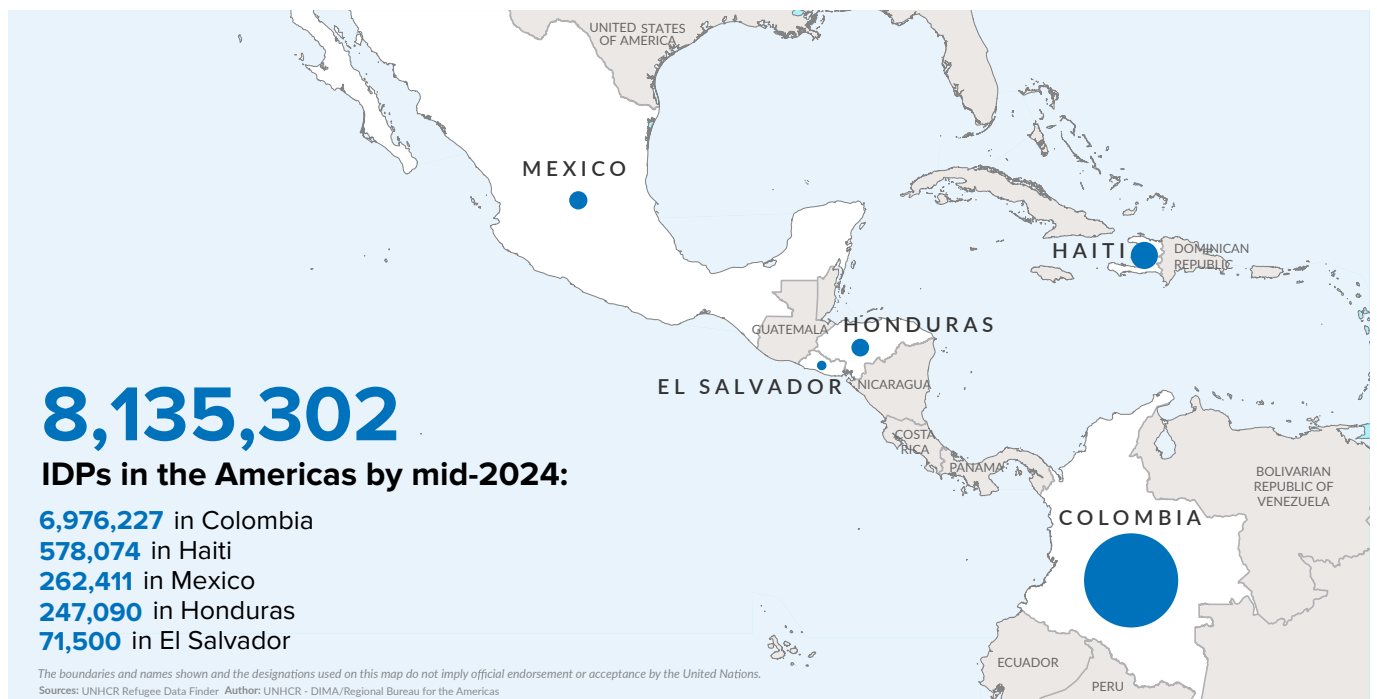 UNITED STATES
OF AMERICA
MEXICO
HAITI
DOMINICAN
REPUBLIC
GUATEMALA
HONDURAS
EL SALVADOR
NICARAGUA
COSTA
RICA
PANAMA
BOLIVARIAN
REPUBLIC OF
VENEZUELA
COLOMBIA
ECUADOR
PERU
8,135,302
IDPs in the Americas by mid-2024:
6,976,227 in Colombia
578,074 in Haiti
262,411 in Mexico
247,090 in Honduras
71,500 in El Salvador
The boundaries and names shown and the designations used on this map do not imply official endorsement or acceptance by the United Nations.
Sources: UNHCR Refugee Data Finder Author: UNHCR - DIMA/Regional Bureau for the Americas